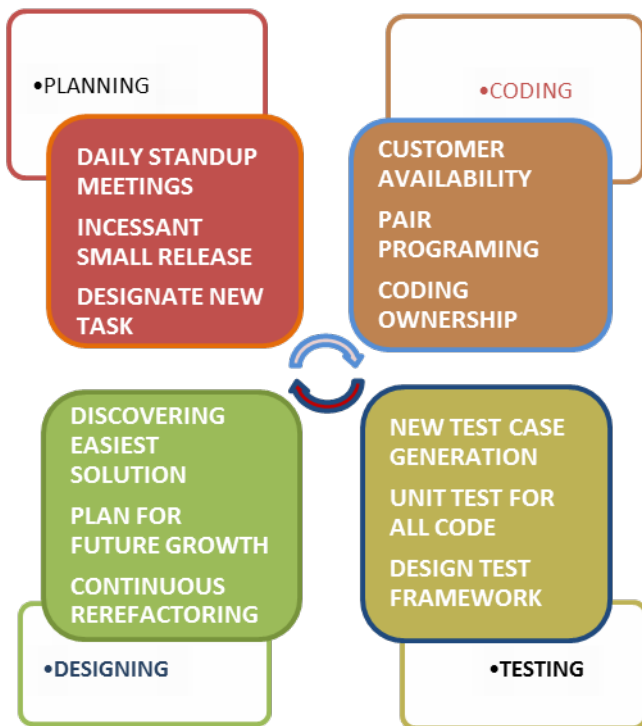 •PLANNING
DAILY STANDUP
MEETINGS
INCESSANT
SMALL RELEASE
DESIGNATE NEW
TASK
•CODING
CUSTOMER
AVAILABILITY
PAIR
PROGRAMING
CODING
OWNERSHIP
DISCOVERING
EASIEST
SOLUTION
PLAN FOR
FUTURE GROWTH
CONTINUOUS
REREFACTORING
•DESIGNING
NEW TEST CASE
GENERATION
UNIT TEST FOR
ALL CODE
DESIGN TEST
FRAMEWORK
•TESTING